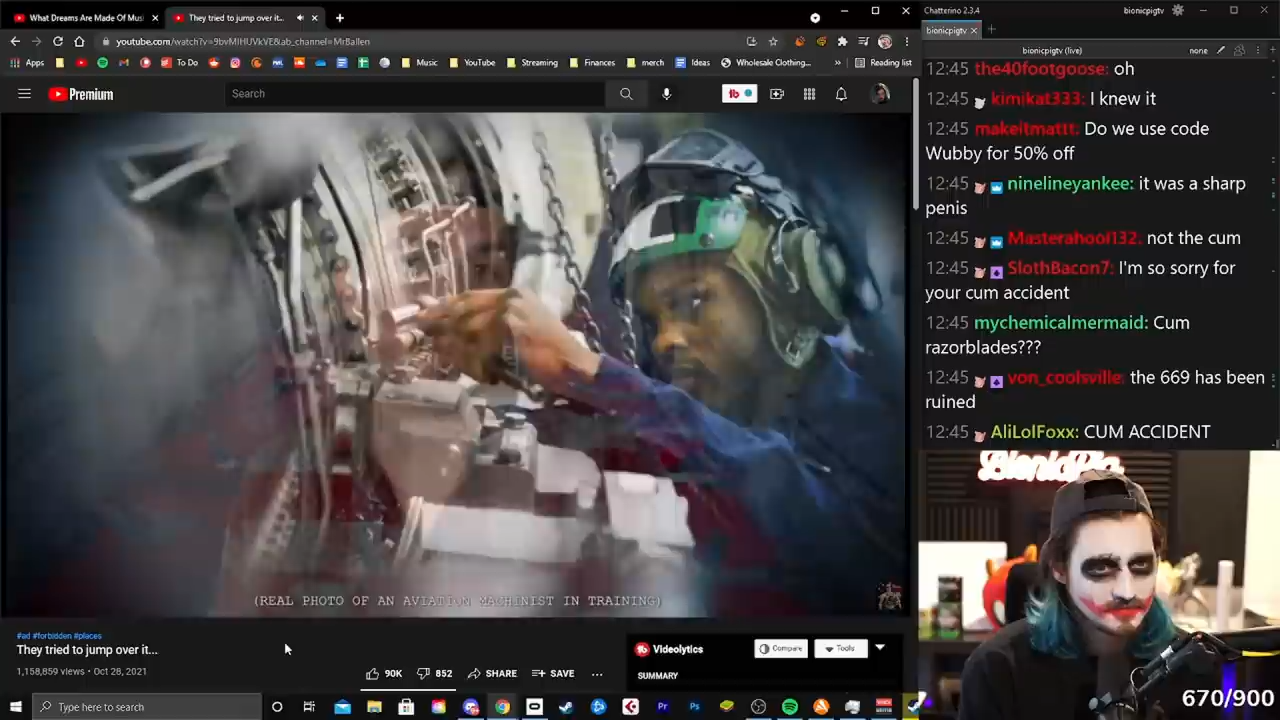 What Dreams Are Made Of Mus
They tried to jump over it...
youtube.com/watch?v=9bvMIHUVkVE&ab_channel=MrBallen
Apps
To Do
Music
YouTube
Streaming
Finances
merch
Ideas
Wholesale Clothing...
Reading list
Premium
Search
(REAL PHOTO OF AN AVIATION MACHINIST IN TRAINING)
#ad #forbidden #places
They tried to jump over it...
1,158,859 views • Oct 28, 2021
90K
852
SHARE
SAVE
Videolytics
Compare
Tools
SUMMARY
Type here to search
Chatterino 2.3.4
bionicpigtv
bionicpigtv
bionicpigtv (live)
none
12:45 the40footgoose: oh
12:45 kimikat333: I knew it
12:45 makeitmattt: Do we use code
Wubby for 50% off
12:45 ninelineyankee: it was a sharp
penis
12:45 Masterahool132: not the cum
12:45 SlothBacon7: I'm so sorry for
your cum accident
12:45 mychemicalmermaid: Cum
razorblades???
12:45 von_coolsville: the 669 has been
ruined
12:45 AliLolFoxx: CUM ACCIDENT
BionicPig
670/900